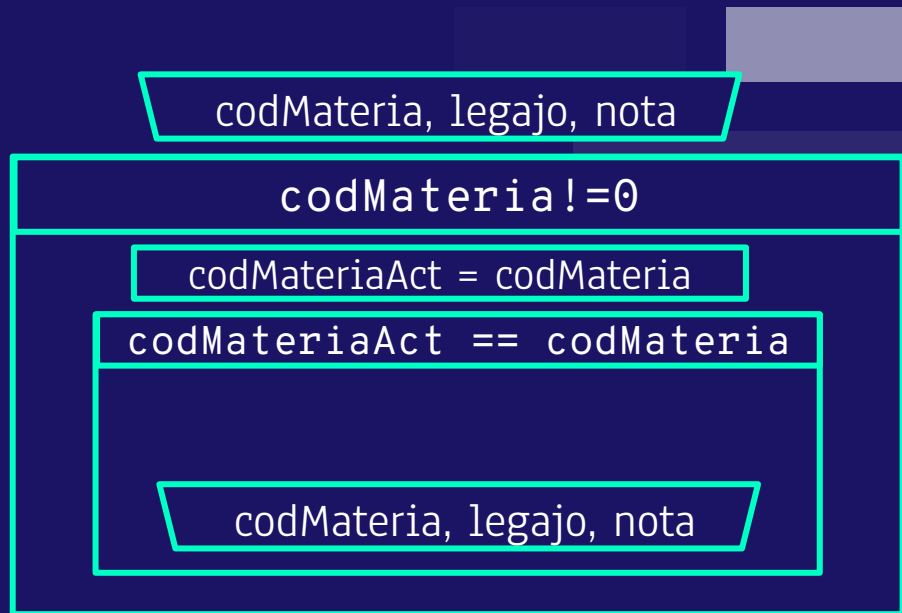 codMateria, legajo, nota
codMateria!=0
codMateriaAct = codMateria
codMateriaAct == codMateria
codMateria, legajo, nota